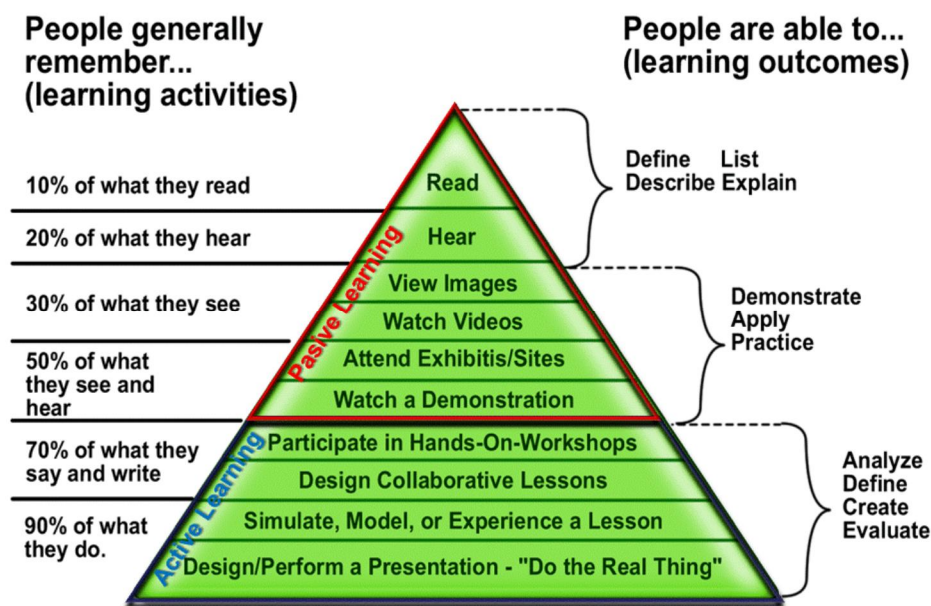 People generally
remember...
(learning activities)
People are able to...
(learning outcomes)
10% of what they read
20% of what they hear
30% of what they see
50% of what
they see and
hear
70% of what they
say and write
90% of what
they do.
Read
Hear
View Images
Watch Videos
Attend Exhibitis/Sites
Watch a Demonstration
Participate in Hands-On-Workshops
Design Collaborative Lessons
Simulate, Model, or Experience a Lesson
Design/Perform a Presentation - "Do the Real Thing"
Pasive Learning
Active Learning
Define List
Describe Explain
Demonstrate
Apply
Practice
Analyze
Define
Create
Evaluate